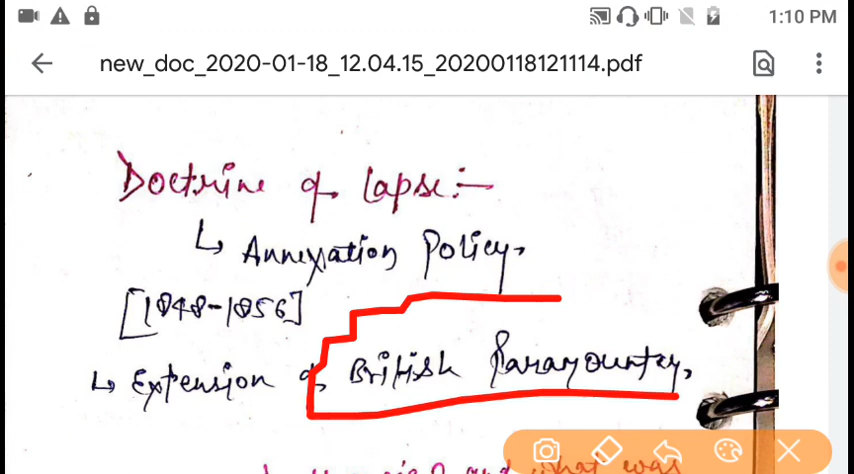 1:10 PM
new_doc_2020-01-18_12.04.15_20200118121114.pdf
Doctrine of Lapse:-
↳ Annexation Policy,
[1848-1856]
↳ Extension of British Paramountcy,
and what was